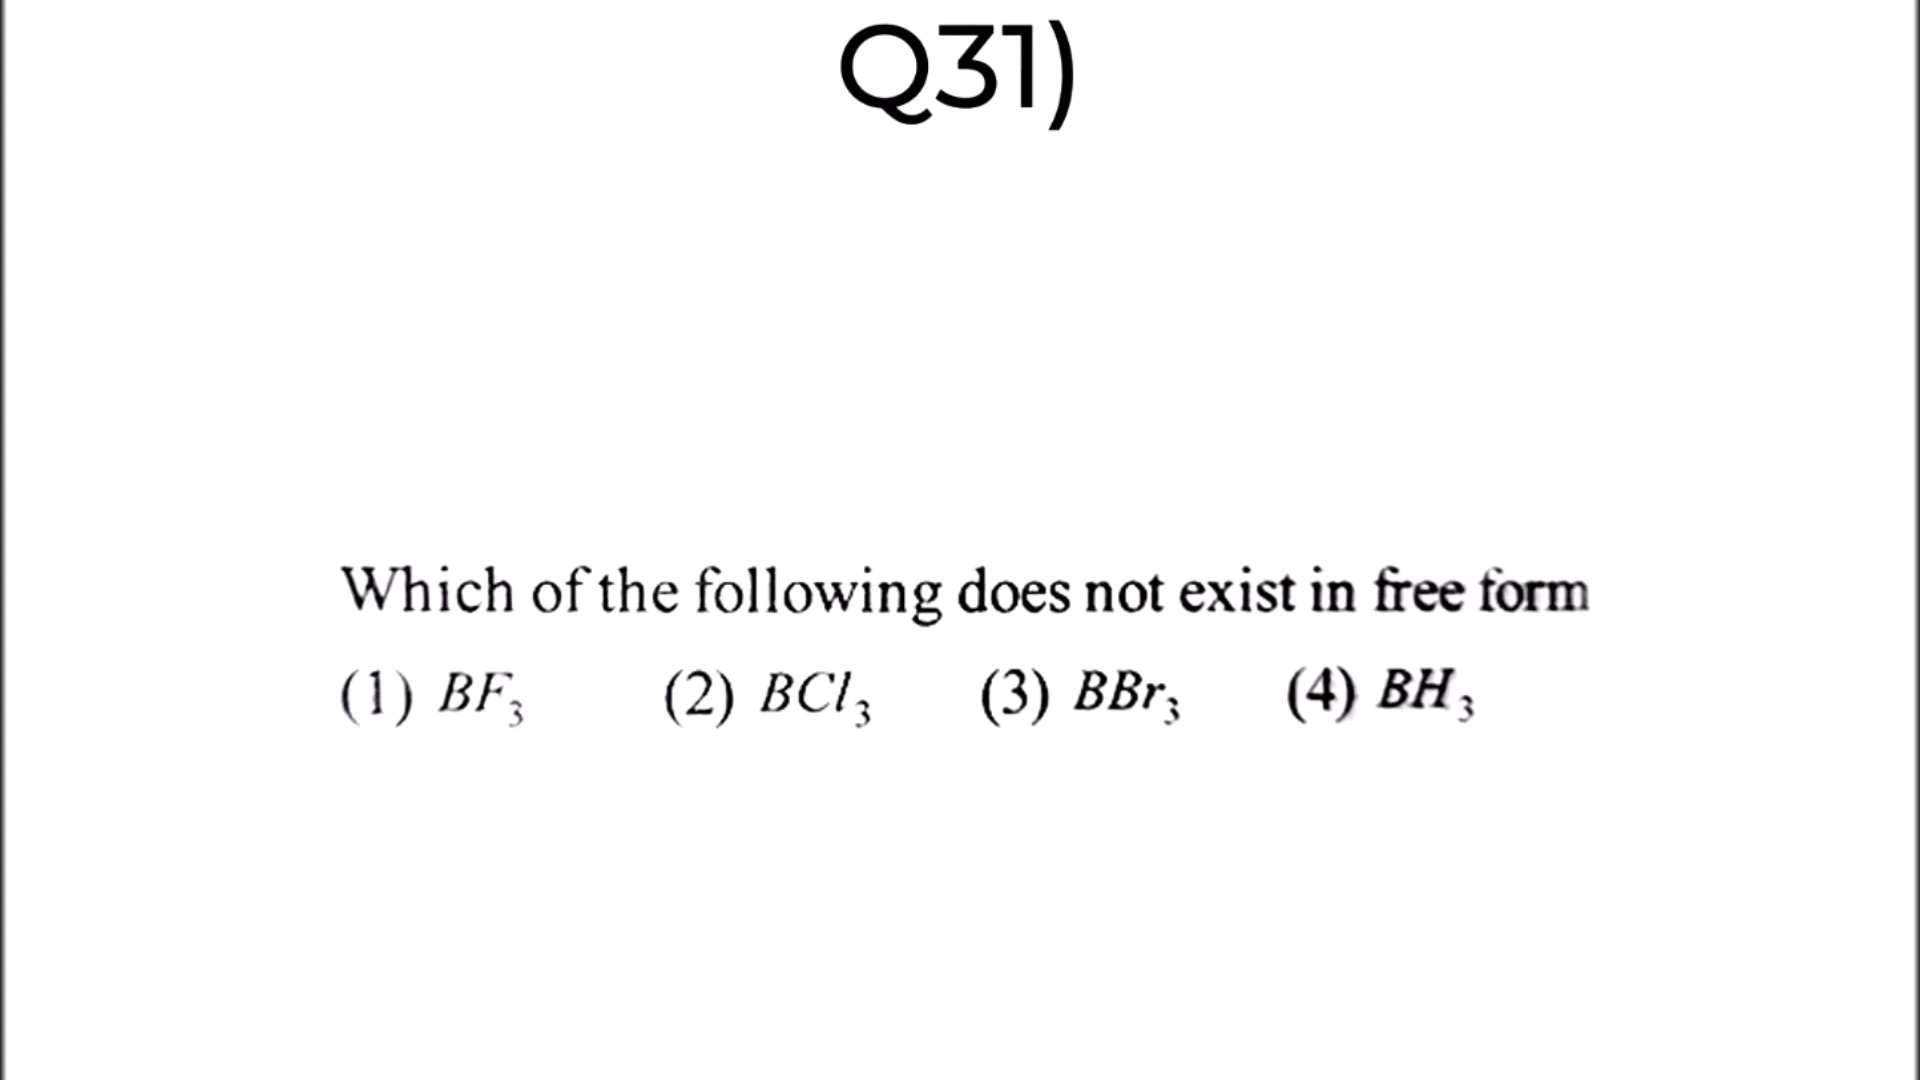 Q31)
Which of the following does not exist in free form
(1) BF₃ (2) BCl₃ (3) BBr₃ (4) BH₃